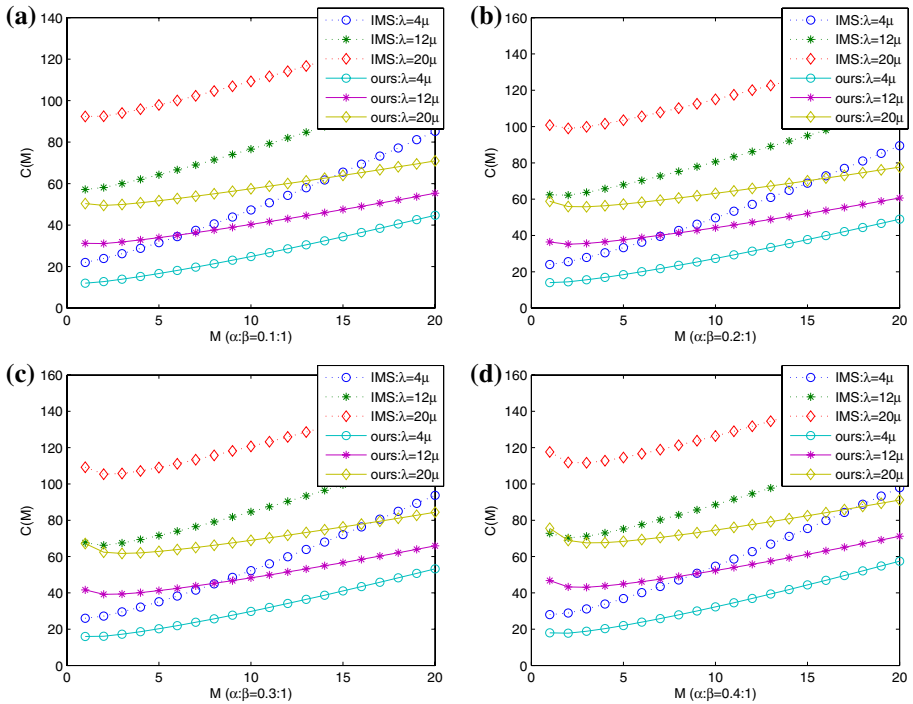 (a)
140
120
100
80
60
40
20
0
0
5
10
15
20
C(M)
M (α:β=0.1:1)
IMS:λ=4μ
IMS:λ=12μ
IMS:λ=20μ
ours:λ=4μ
ours:λ=12μ
ours:λ=20μ
(b)
160
140
120
100
80
60
40
20
0
0
5
10
15
20
C(M)
M (α:β=0.2:1)
IMS:λ=4μ
IMS:λ=12μ
IMS:λ=20μ
ours:λ=4μ
ours:λ=12μ
ours:λ=20μ
(c)
160
140
120
100
80
60
40
20
0
0
5
10
15
20
C(M)
M (α:β=0.3:1)
IMS:λ=4μ
IMS:λ=12μ
IMS:λ=20μ
ours:λ=4μ
ours:λ=12μ
ours:λ=20μ
(d)
160
140
120
100
80
60
40
20
0
0
5
10
15
20
C(M)
M (α:β=0.4:1)
IMS:λ=4μ
IMS:λ=12μ
IMS:λ=20μ
ours:λ=4μ
ours:λ=12μ
ours:λ=20μ